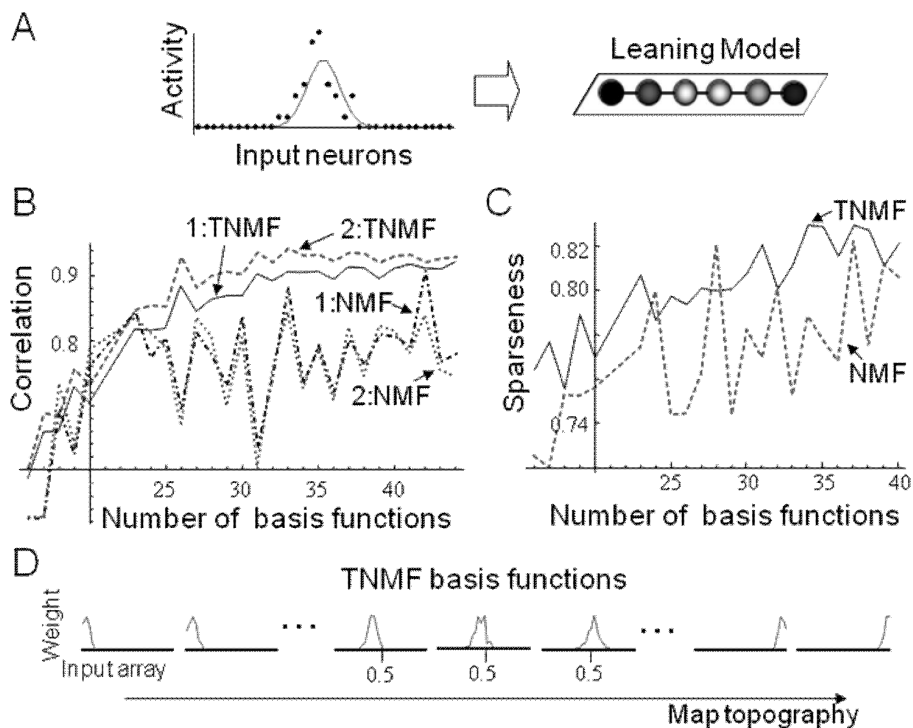 A
Activity
Input neurons
Leaning Model
B
Correlation
0.9
0.8
1:TNMF
2:TNMF
1:NMF
2:NMF
25 30 35 40
Number of basis functions
C
Sparseness
0.82
0.80
0.74
TNMF
NMF
25 30 35 40
Number of basis functions
D
TNMF basis functions
Weight
Input array
0.5 0.5 0.5
Map topography